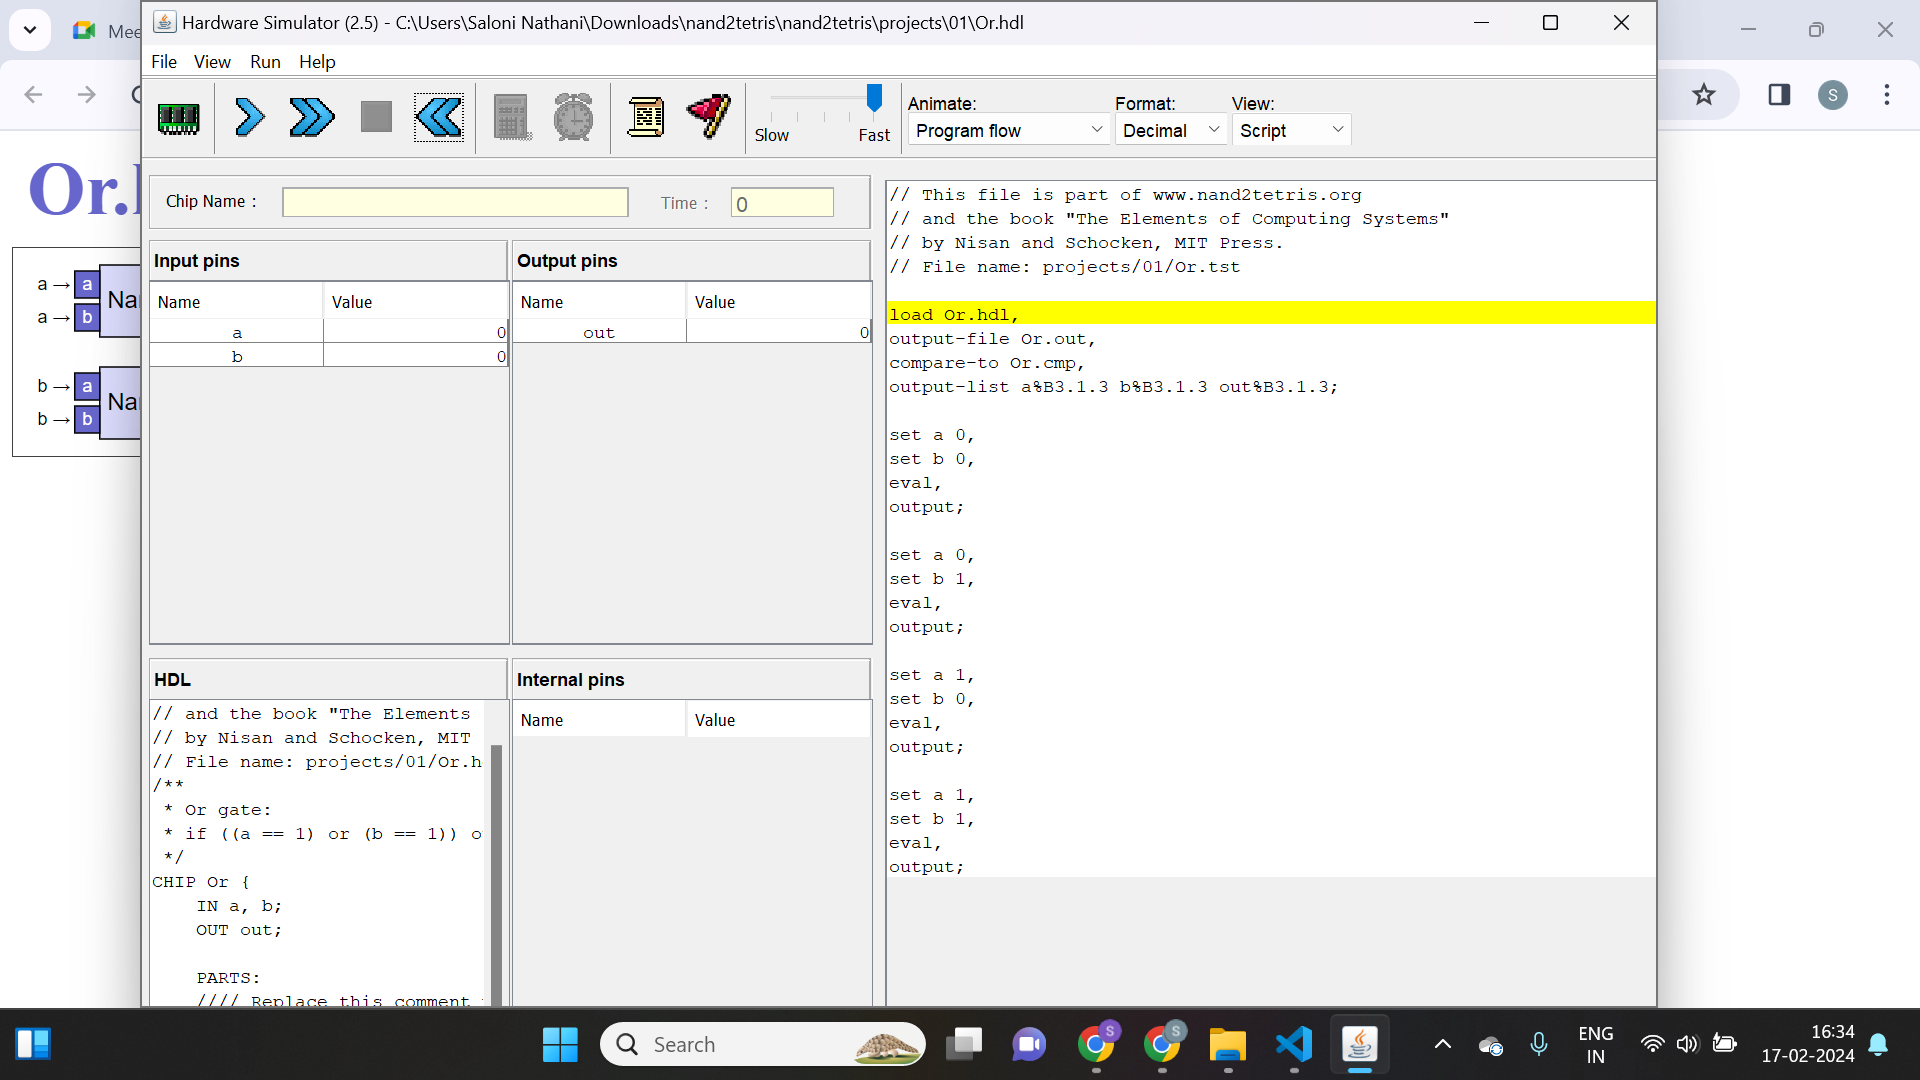 Mee
Hardware Simulator (2.5) - C:\Users\Saloni Nathani\Downloads\nand2tetris\nand2tetris\projects\01\Or.hdl
File View Run Help
S
Slow Fast
Animate: Format: View:
Program flow Decimal Script
Or.
Chip Name : Time : 0
Input pins Output pins
Name Value Name Value
a 0 out 0
b 0
a → a
a → b
Na
b → a
b → b
Na
// This file is part of www.nand2tetris.org
// and the book "The Elements of Computing Systems"
// by Nisan and Schocken, MIT Press.
// File name: projects/01/Or.tst
load Or.hdl,
output-file Or.out,
compare-to Or.cmp,
output-list a%B3.1.3 b%B3.1.3 out%B3.1.3;
set a 0,
set b 0,
eval,
output;
set a 0,
set b 1,
eval,
output;
set a 1,
set b 0,
eval,
output;
set a 1,
set b 1,
eval,
output;
HDL Internal pins
Name Value
// and the book "The Elements
// by Nisan and Schocken, MIT
// File name: projects/01/Or.h
/**
* Or gate:
* if ((a == 1) or (b == 1)) o
*/
CHIP Or {
IN a, b;
OUT out;
PARTS:
//// Replace this comment
Search
S
S
ENG
IN
16:34
17-02-2024